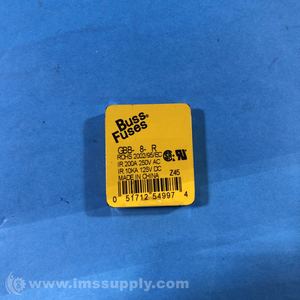 Buss
Fuses
GBB- 8- R
ROHS 2002/95/EC
IR 200A 250V AC
IR 10KA 125V DC
MADE IN CHINA Z45
0 51712 54997 4
© www.imssupply.com